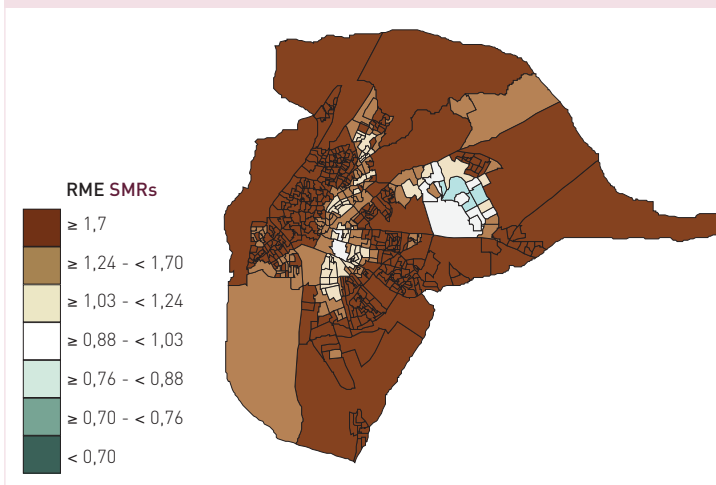 RME SMRs
≥ 1,7
≥ 1,24 - < 1,70
≥ 1,03 - < 1,24
≥ 0,88 - < 1,03
≥ 0,76 - < 0,88
≥ 0,70 - < 0,76
< 0,70